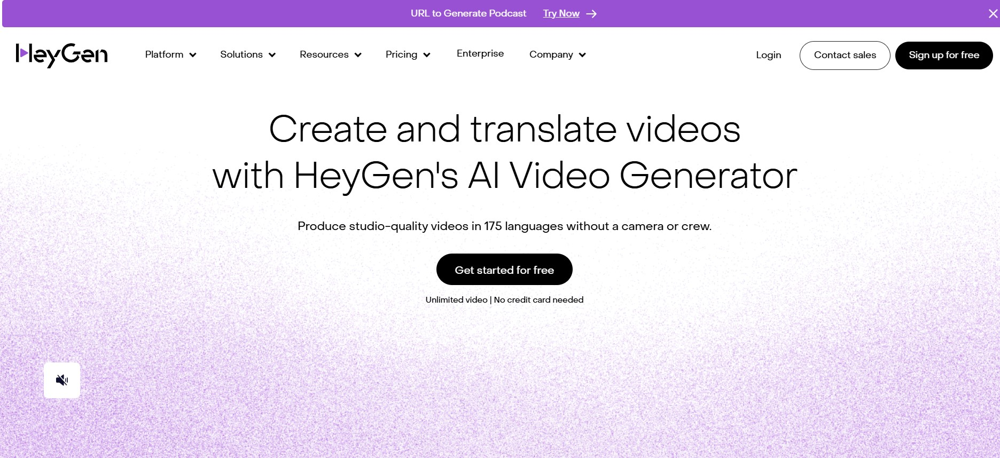 URL to Generate Podcast Try Now
HeyGen
Platform Solutions Resources Pricing Enterprise Company Login Contact sales Sign up for free
Create and translate videos
with HeyGen's AI Video Generator
Produce studio-quality videos in 175 languages without a camera or crew.
Get started for free
Unlimited video | No credit card needed